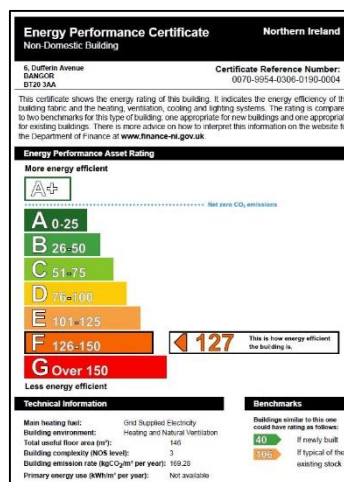 Energy Performance Certificate
Northern Ireland
Non-Domestic Building
6, Dufferin Avenue
BANGOR
BT20 3AA
Certificate Reference Number:
0070-9954-0306-0190-0004
This certificate shows the energy rating of this building. It indicates the energy efficiency of the
building fabric and the heating, ventilation, cooling and lighting systems. The rating is compared
to two benchmarks for this type of building: one appropriate for new buildings and one appropriate
for existing buildings. There is more advice on how to interpret this information on the website for
the Department of Finance at www.finance-ni.gov.uk.
Energy Performance Asset Rating
More energy efficient
A+
Net zero CO₂ emissions
A 0-25
B 26-50
C 51-75
D 76-100
E 101-125
F 126-150
127
This is how energy efficient
the building is.
G Over 150
Less energy efficient
Technical Information
Main heating fuel: Grid Supplied Electricity
Building environment: Heating and Natural Ventilation
Total useful floor area (m²): 146
Building complexity (NOS level): 3
Building emission rate (kgCO₂/m² per year): 169.28
Primary energy use (kWh/m² per year): Not available
Benchmarks
Buildings similar to this one
could have rating as follows:
40 If newly built
106 If typical of the
existing stock